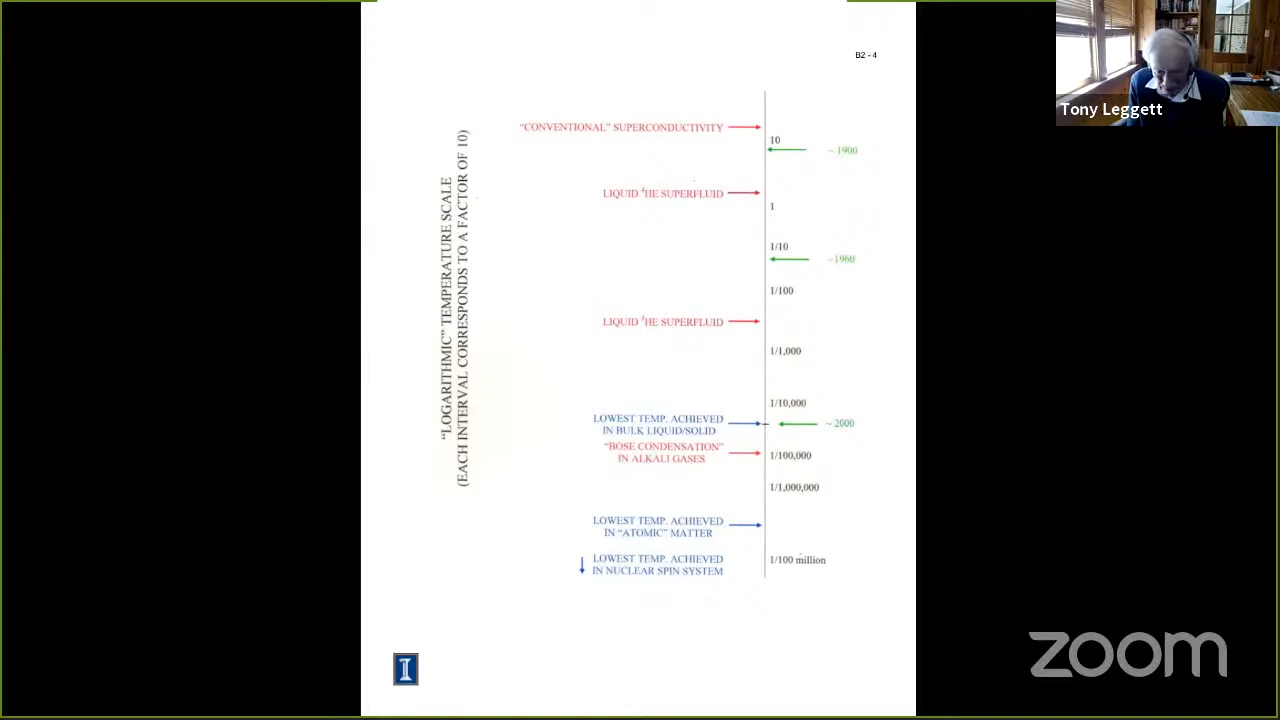 B2 - 4
"LOGARITHMIC" TEMPERATURE SCALE
(EACH INTERVAL CORRESPONDS TO A FACTOR OF 10)
"CONVENTIONAL" SUPERCONDUCTIVITY
10
~ 1900
LIQUID ⁴HE SUPERFLUID
1
1/10
~1960
1/100
LIQUID ³HE SUPERFLUID
1/1,000
1/10,000
LOWEST TEMP. ACHIEVED
IN BULK LIQUID/SOLID
~ 2000
"BOSE CONDENSATION"
IN ALKALI GASES
1/100,000
1/1,000,000
LOWEST TEMP. ACHIEVED
IN "ATOMIC" MATTER
LOWEST TEMP. ACHIEVED
IN NUCLEAR SPIN SYSTEM
1/100 million
I
Tony Leggett
zoom